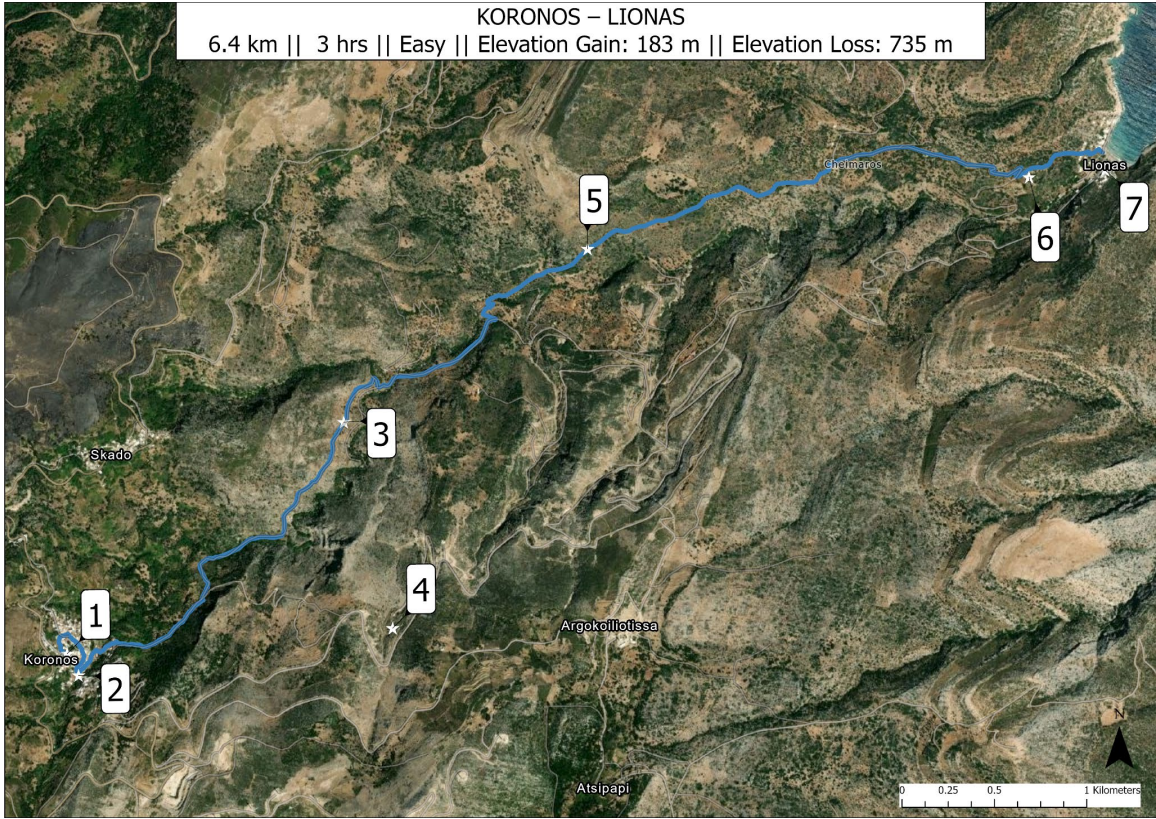 KORONOS – LIONAS
6.4 km || 3 hrs || Easy || Elevation Gain: 183 m || Elevation Loss: 735 m
5
Cheimaros
Lionas
7
6
3
Skado
4
1
Argokoiliotissa
Koronos
2
N
Atsipapi
0 0.25 0.5 1 Kilometers